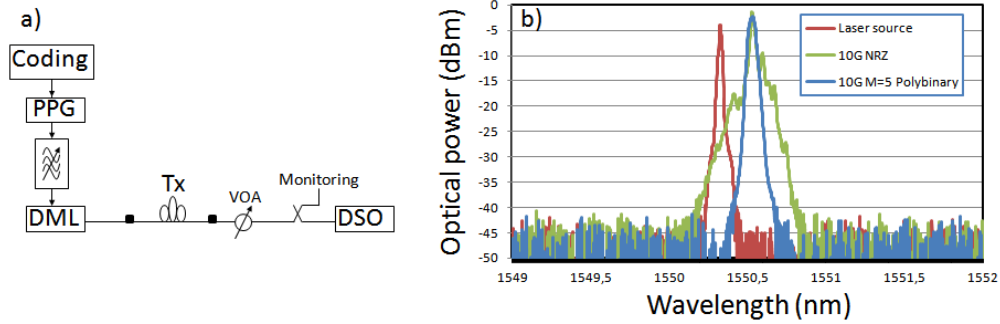 a)
Coding
PPG
DML
Tx
VOA
Monitoring
DSO
b)
Optical power (dBm)
0
-5
-10
-15
-20
-25
-30
-35
-40
-45
-50
Laser source
10G NRZ
10G M=5 Polybinary
1549 1549,5 1550 1550,5 1551 1551,5 1552
Wavelength (nm)